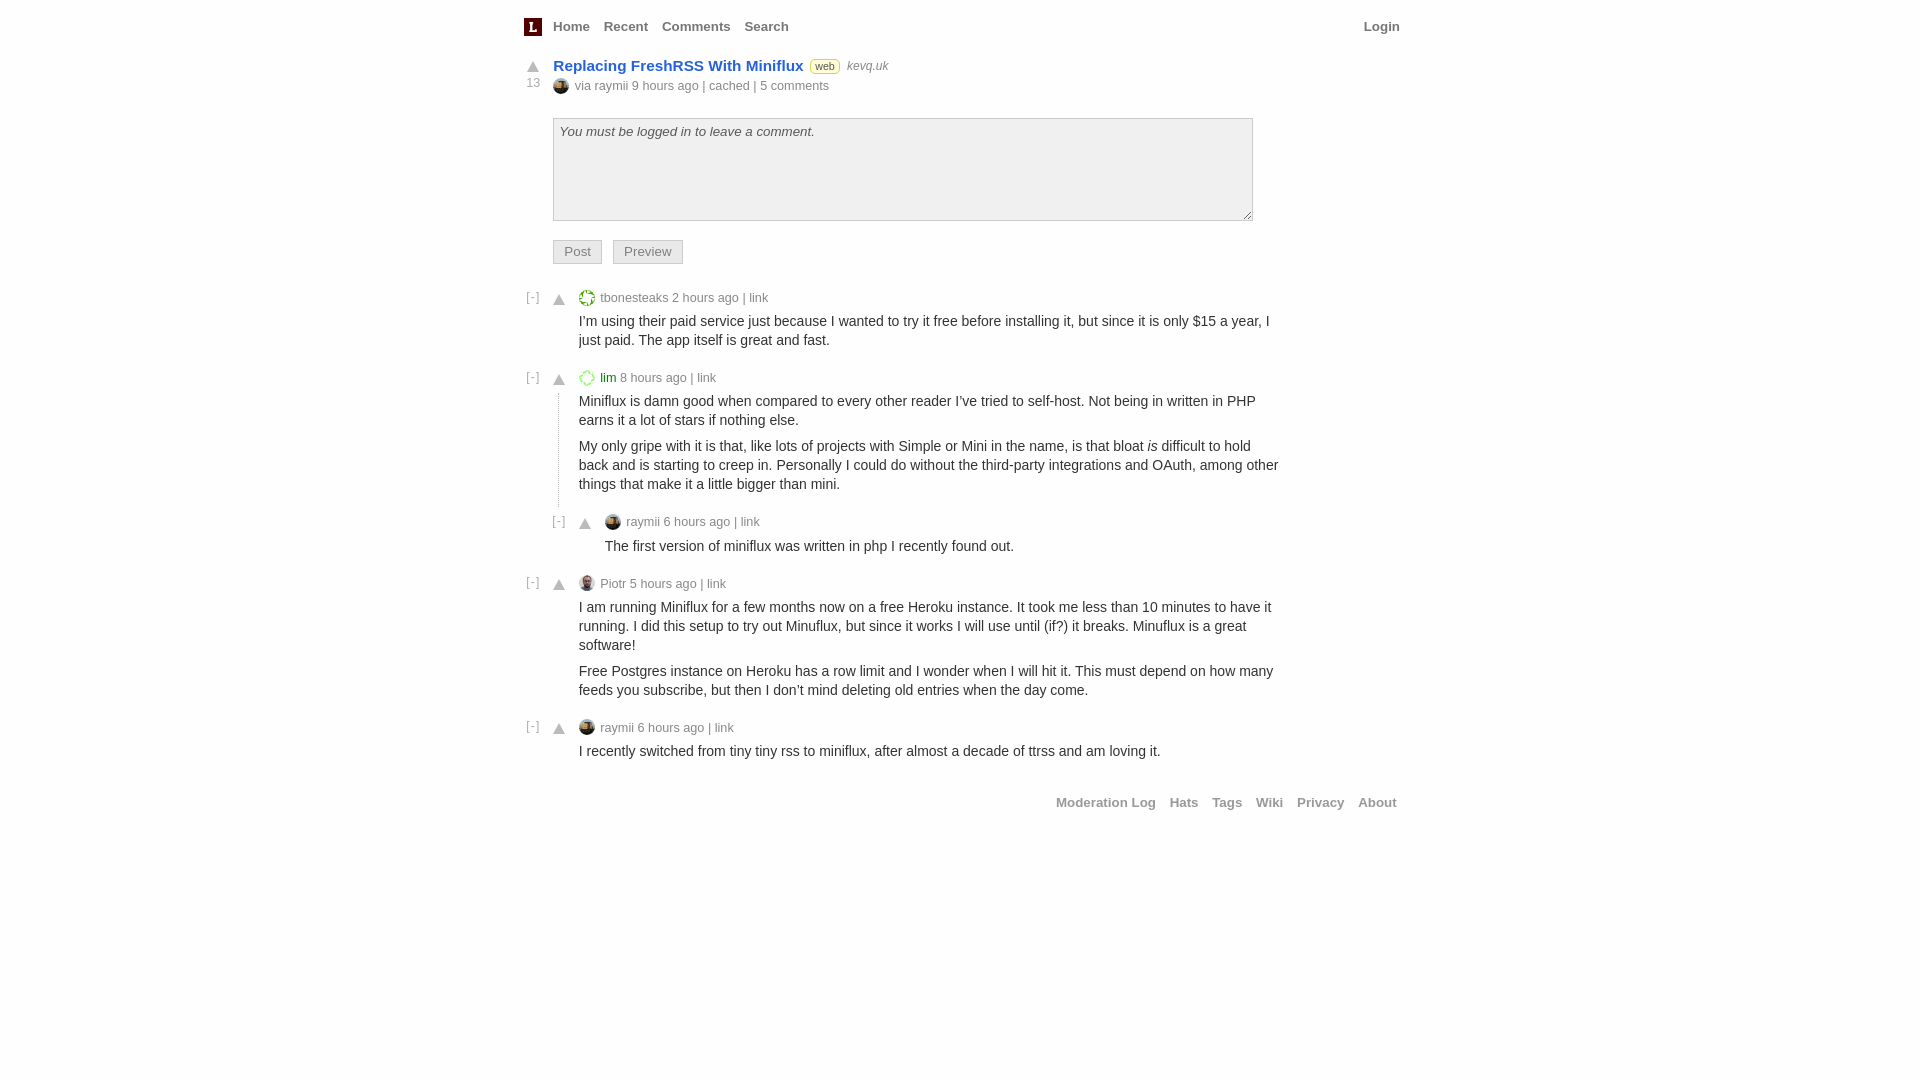 L Home Recent Comments Search Login
Replacing FreshRSS With Miniflux web kevq.uk
13 via raymii 9 hours ago | cached | 5 comments
You must be logged in to leave a comment.
Post Preview
[-] tbonesteaks 2 hours ago | link
I’m using their paid service just because I wanted to try it free before installing it, but since it is only $15 a year, I
just paid. The app itself is great and fast.
[-] lim 8 hours ago | link
Miniflux is damn good when compared to every other reader I’ve tried to self-host. Not being in written in PHP
earns it a lot of stars if nothing else.
My only gripe with it is that, like lots of projects with Simple or Mini in the name, is that bloat is difficult to hold
back and is starting to creep in. Personally I could do without the third-party integrations and OAuth, among other
things that make it a little bigger than mini.
[-] raymii 6 hours ago | link
The first version of miniflux was written in php I recently found out.
[-] Piotr 5 hours ago | link
I am running Miniflux for a few months now on a free Heroku instance. It took me less than 10 minutes to have it
running. I did this setup to try out Minuflux, but since it works I will use until (if?) it breaks. Minuflux is a great
software!
Free Postgres instance on Heroku has a row limit and I wonder when I will hit it. This must depend on how many
feeds you subscribe, but then I don’t mind deleting old entries when the day come.
[-] raymii 6 hours ago | link
I recently switched from tiny tiny rss to miniflux, after almost a decade of ttrss and am loving it.
Moderation Log Hats Tags Wiki Privacy About